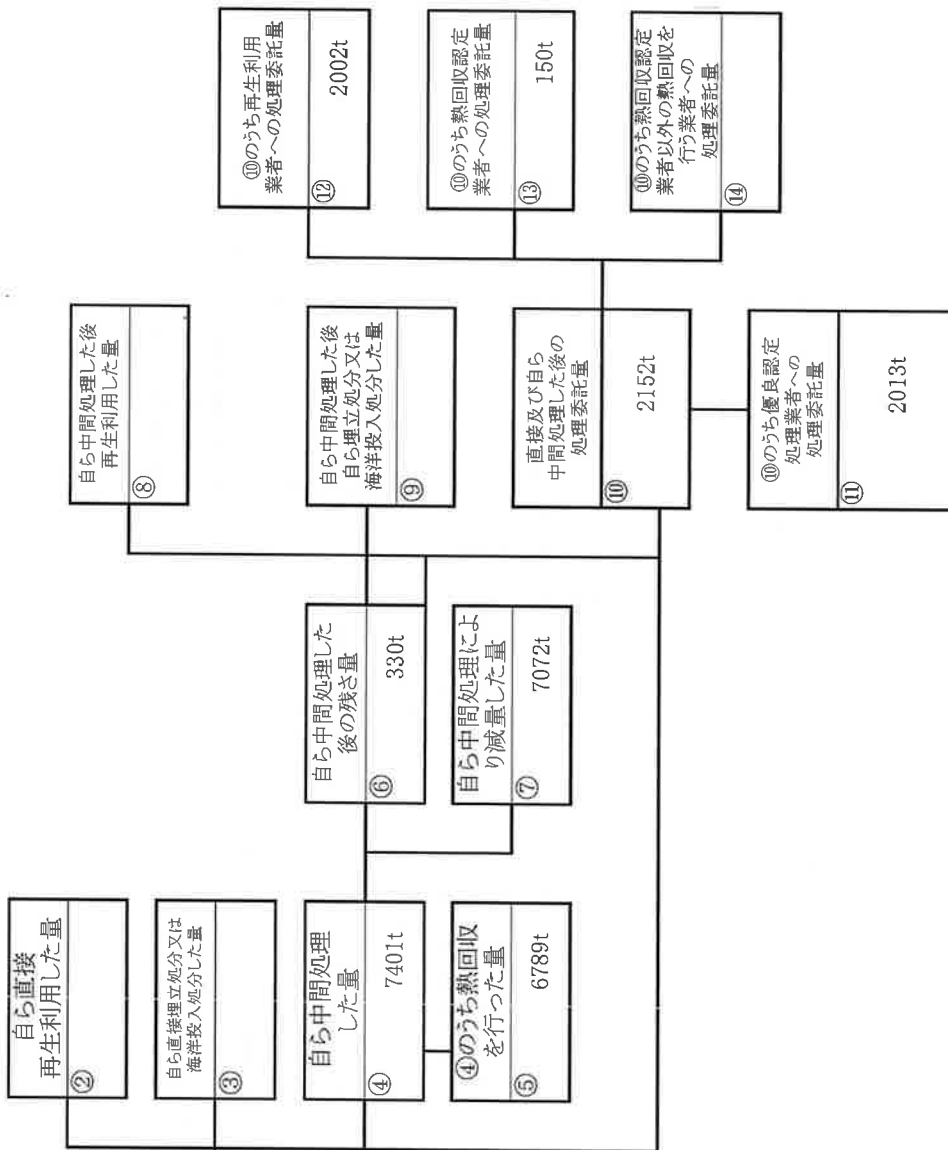 自ら直接
再生利用した量
②
自ら直接埋立処分又は
海洋投入処分した量
③
自ら中間処理
した量
④
7401t
④のうち熱回収
を行った量
⑤
6789t
自ら中間処理した
後の残さ量
⑥
330t
自ら中間処理によ
り減量した量
⑦
7072t
自ら中間処理した後
再生利用した量
⑧
自ら中間処理した後
自ら埋立処分又は
海洋投入処分した量
⑨
直接及び自ら
中間処理した後の
処理委託量
⑩
2152t
⑩のうち優良認定
処理業者への
処理委託量
⑪
2013t
⑩のうち再生利用
業者への処理委託量
⑫
2002t
⑩のうち熱回収認定
業者への処理委託量
⑬
150t
⑩のうち熱回収認定
業者以外の熱回収を
行う業者への
処理委託量
⑭